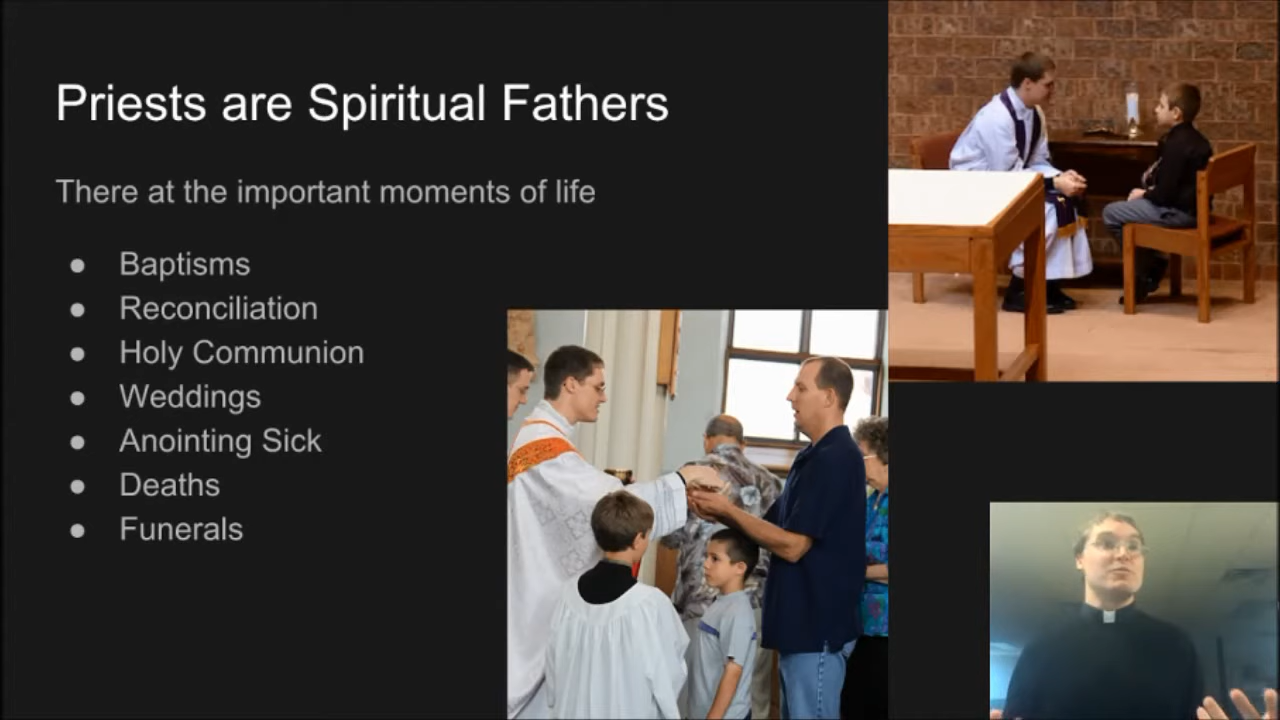 Priests are Spiritual Fathers
There at the important moments of life
● Baptisms
● Reconciliation
● Holy Communion
● Weddings
● Anointing Sick
● Deaths
● Funerals